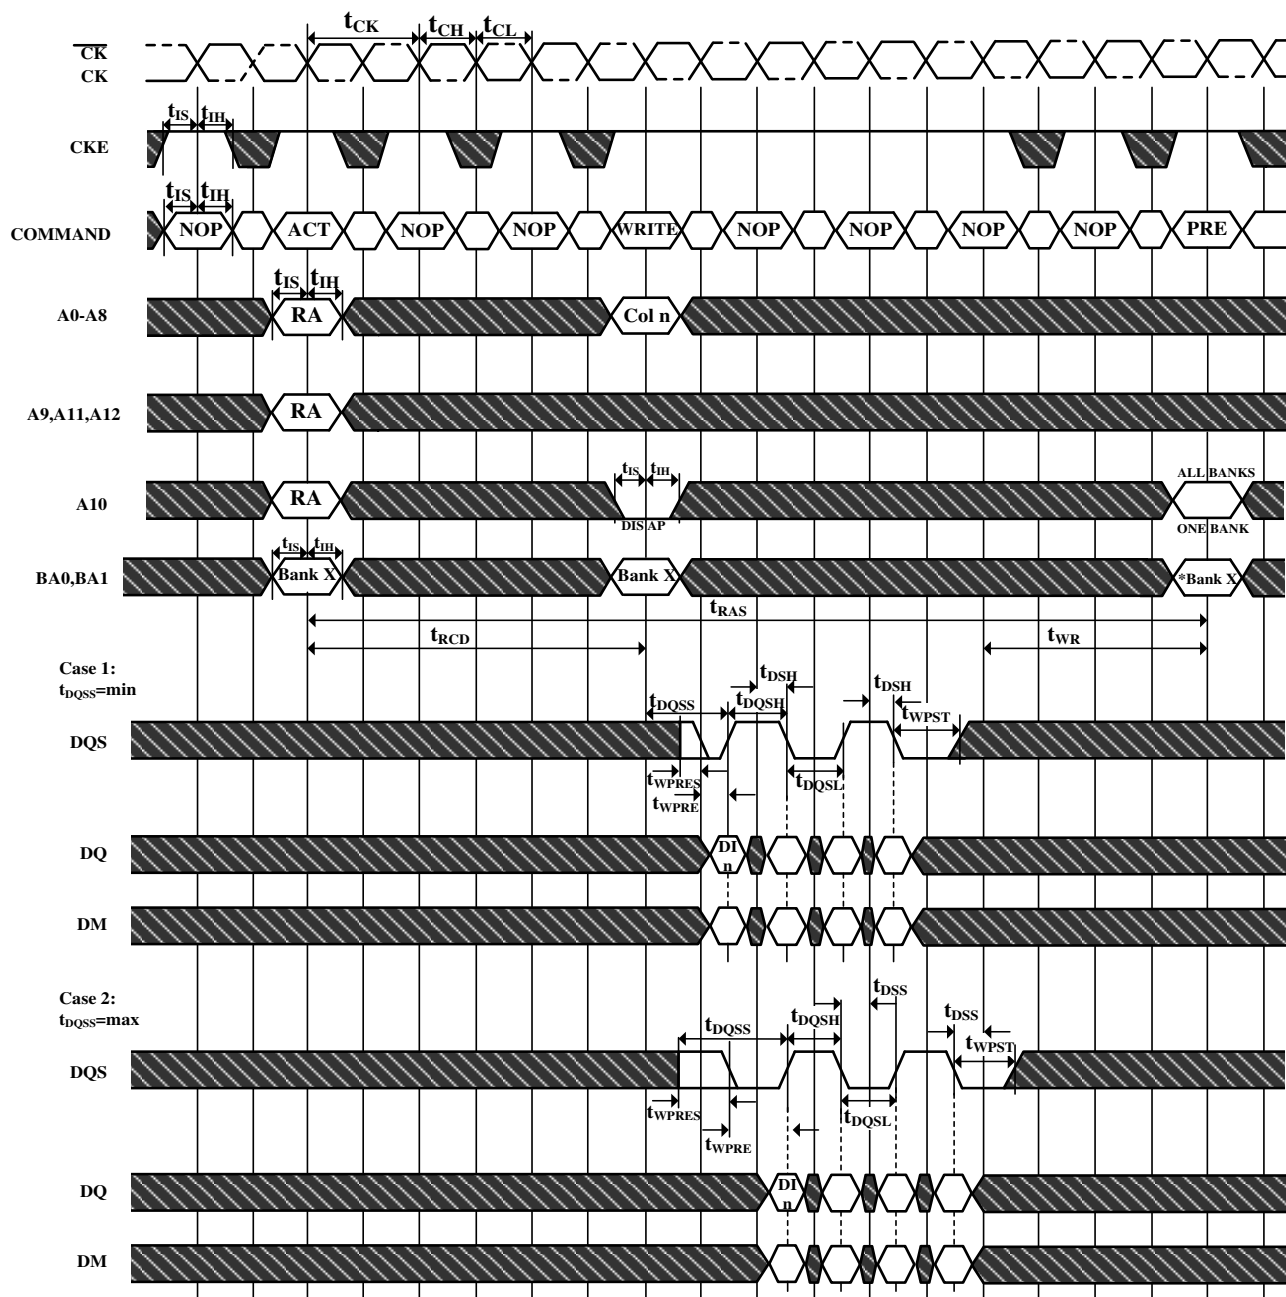 tCK tCH tCL
CK
CK
tIS tIH
CKE
tIS tIH
COMMAND NOP ACT NOP NOP WRITE NOP NOP NOP NOP PRE
tIS tIH
A0-A8 RA Col n
A9,A11,A12 RA
tIS tIH ALL BANKS
A10 RA
DIS AP ONE BANK
tIS tIH
BA0,BA1 Bank X Bank X *Bank X
tRAS
tRCD tWR
Case 1:
tDQSS=min
tDSH tDSH
tDQSS tDQSH tWPST
DQS
tWPRES tDQSL
tWPRE
DQ DI
n
DM
Case 2:
tDQSS=max
tDSS tDSS
tDQSS tDQSH tWPST
DQS
tWPRES tDQSL
tWPRE
DQ DI
n
DM